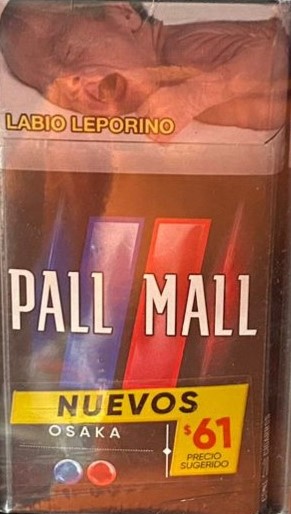 LABIO LEPORINO
PALL MALL
NUEVOS
OSAKA
$61
PRECIO
SUGERIDO